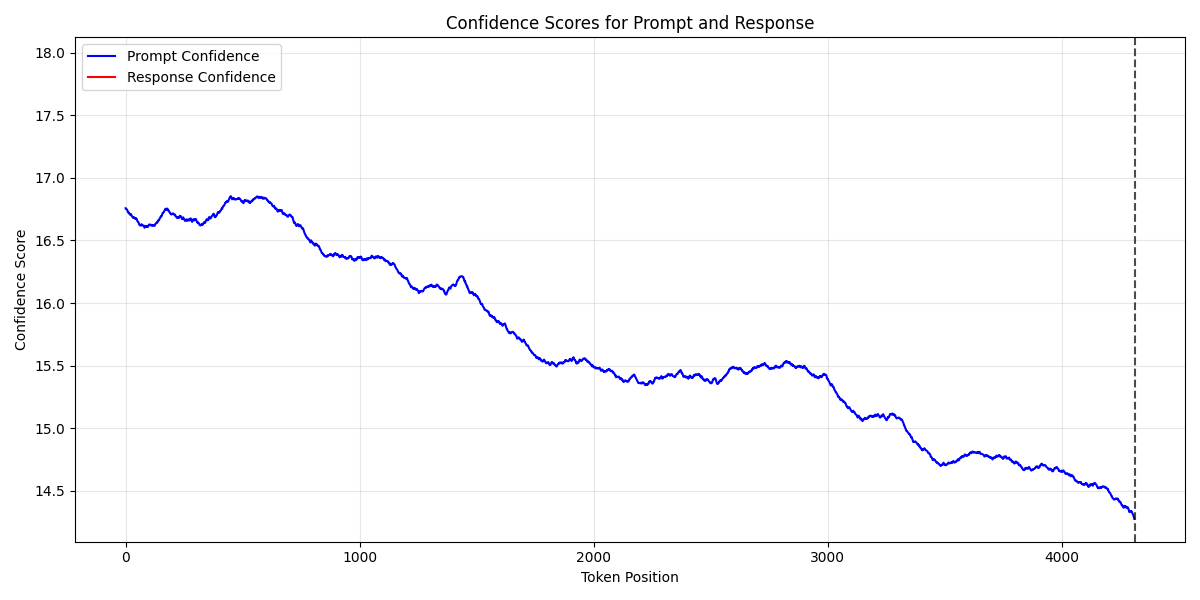 Confidence Scores for Prompt and Response
Prompt Confidence
Response Confidence
Confidence Score
18.0
17.5
17.0
16.5
16.0
15.5
15.0
14.5
0
1000
2000
3000
4000
Token Position